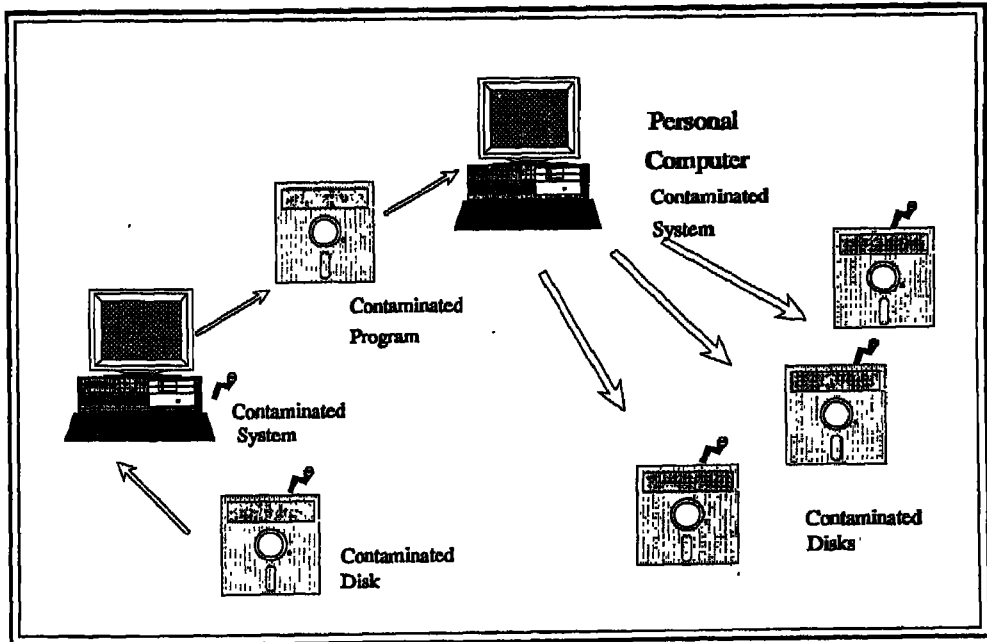 Personal
Computer
Contaminated
System
Contaminated
Program
Contaminated
System
Contaminated
Disk
Contaminated
Disks